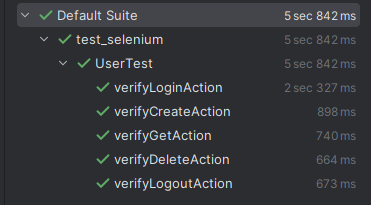 Default Suite 5 sec 842 ms
test_selenium 5 sec 842 ms
UserTest 5 sec 842 ms
verifyLoginAction 2 sec 327 ms
verifyCreateAction 898 ms
verifyGetAction 740 ms
verifyDeleteAction 664 ms
verifyLogoutAction 673 ms